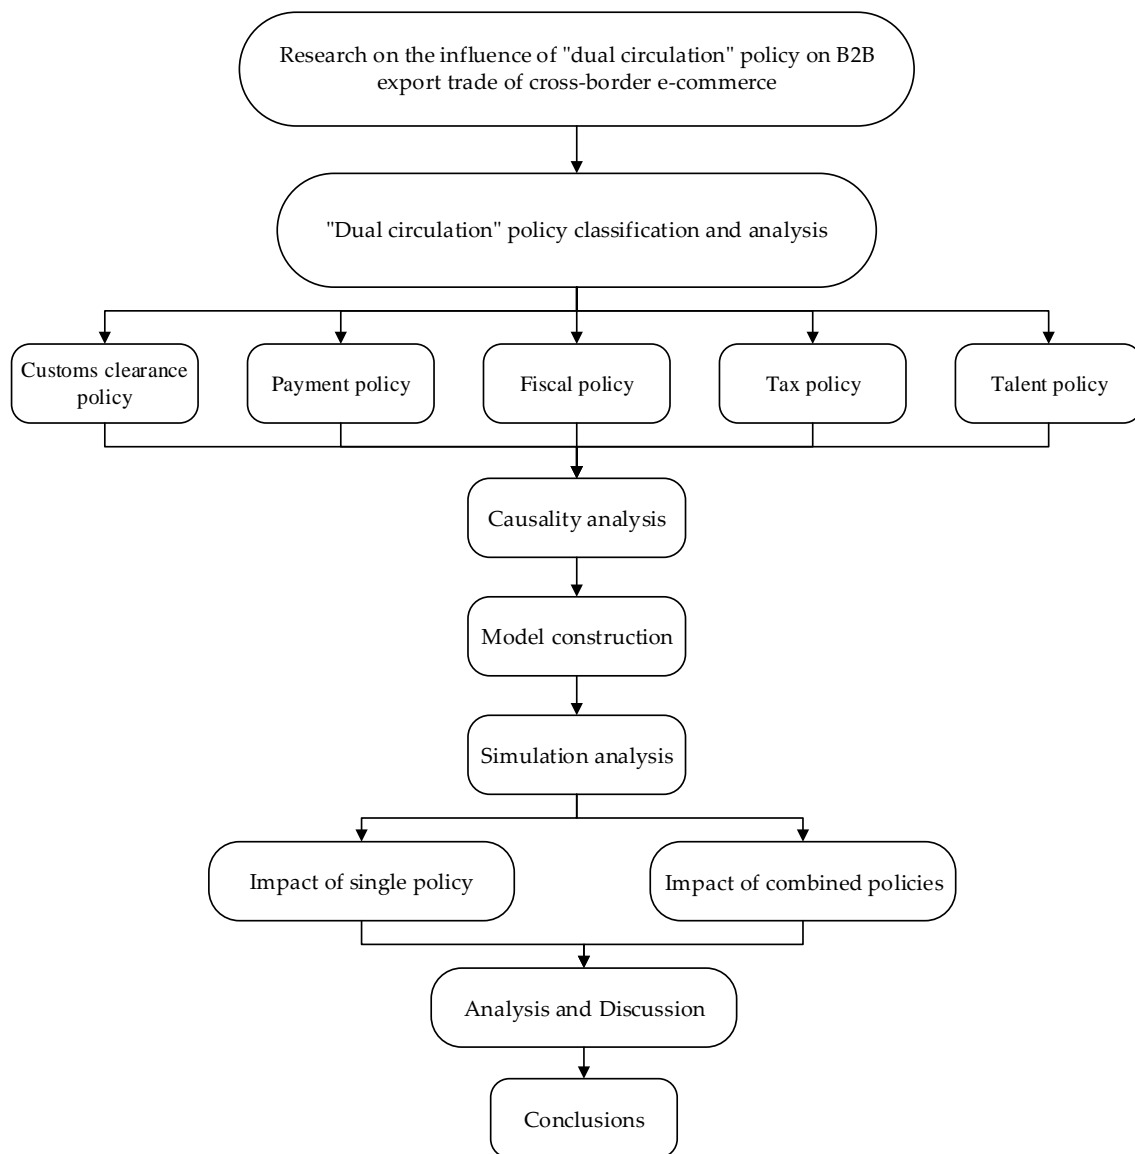 Research on the influence of "dual circulation" policy on B2B
export trade of cross-border e-commerce
"Dual circulation" policy classification and analysis
Customs clearance
policy
Payment policy
Fiscal policy
Tax policy
Talent policy
Causality analysis
Model construction
Simulation analysis
Impact of single policy
Impact of combined policies
Analysis and Discussion
Conclusions